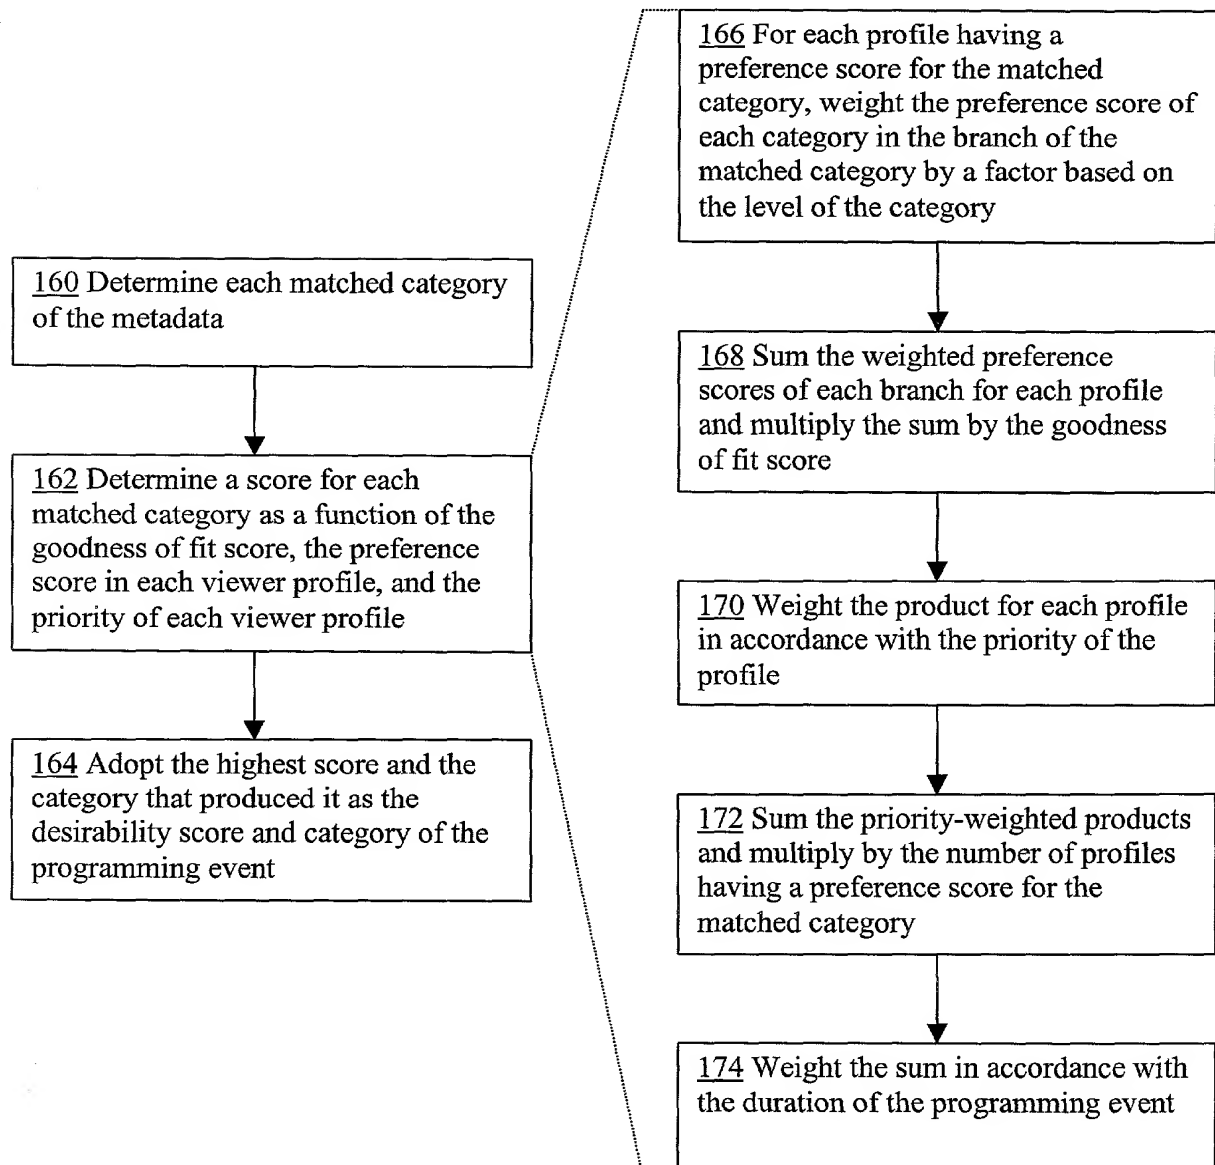 160 Determine each matched category
of the metadata
162 Determine a score for each
matched category as a function of the
goodness of fit score, the preference
score in each viewer profile, and the
priority of each viewer profile
164 Adopt the highest score and the
category that produced it as the
desirability score and category of the
programming event
166 For each profile having a
preference score for the matched
category, weight the preference score of
each category in the branch of the
matched category by a factor based on
the level of the category
168 Sum the weighted preference
scores of each branch for each profile
and multiply the sum by the goodness
of fit score
170 Weight the product for each profile
in accordance with the priority of the
profile
172 Sum the priority-weighted products
and multiply by the number of profiles
having a preference score for the
matched category
174 Weight the sum in accordance with
the duration of the programming event